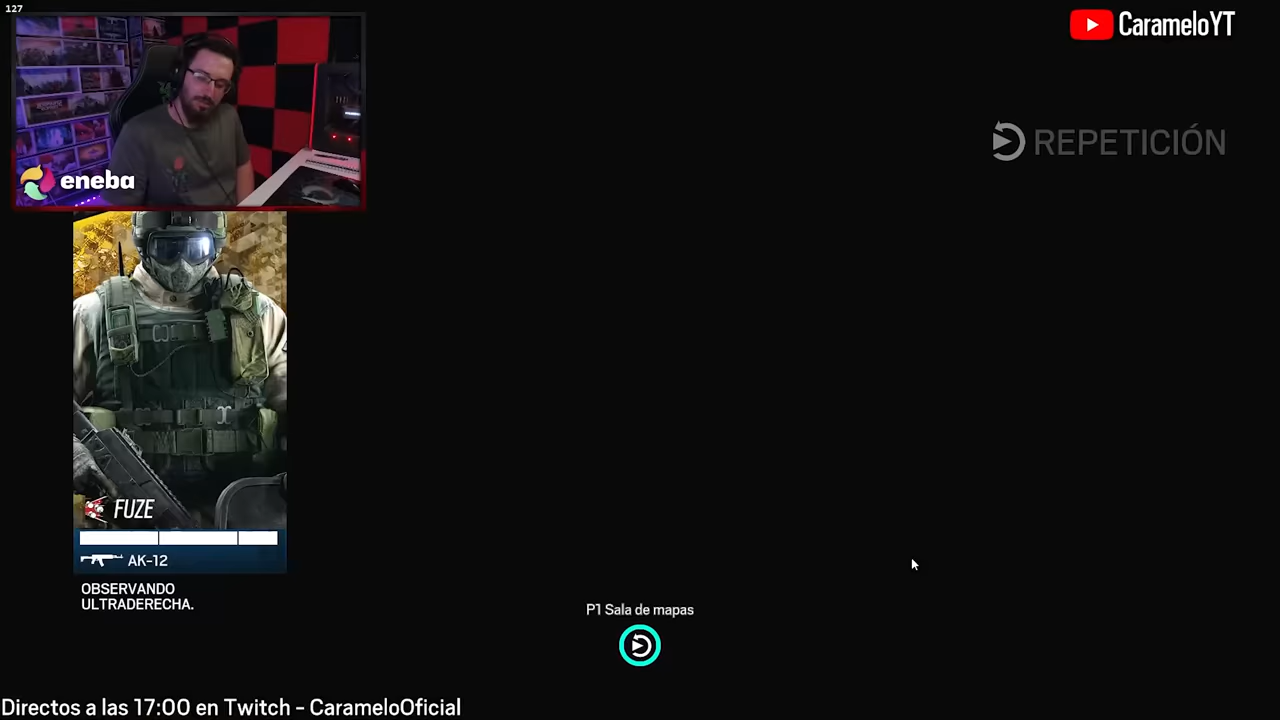 127
CarameloYT
REPETICIÓN
eneba
FUZE
AK-12
OBSERVANDO
ULTRADERECHA.
P1 Sala de mapas
Directos a las 17:00 en Twitch - CarameloOficial